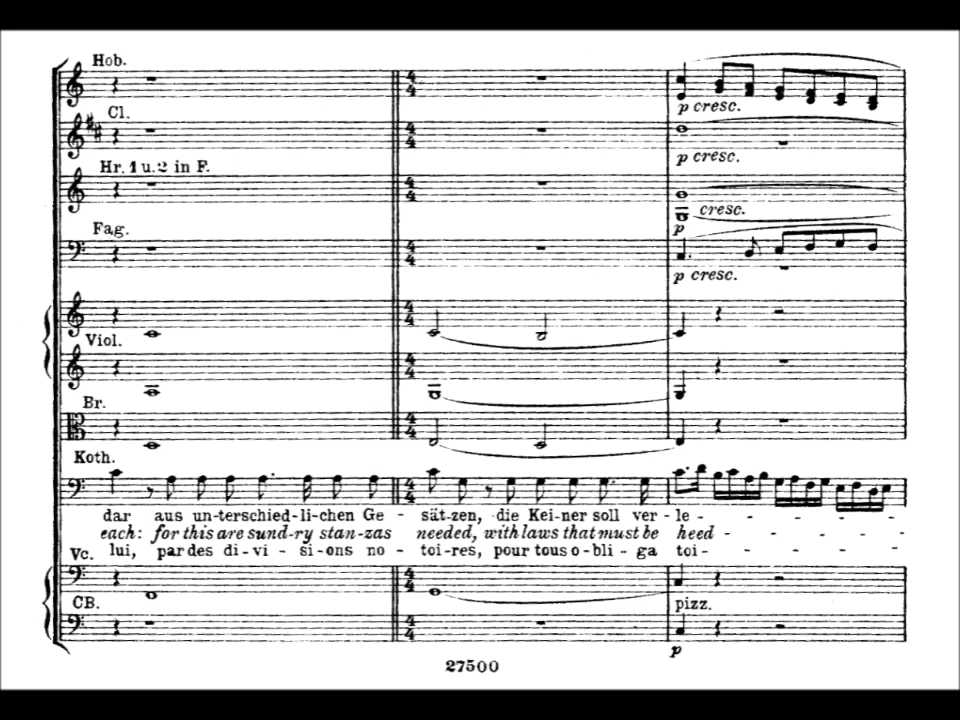 Hob.
Cl.
p cresc.
Hr. 1 u. 2 in F.
p cresc.
cresc.
Fag.
p
p cresc.
Viol.
Br.
Koth.
dar aus un-terschied-li-chen Ge - sät-zen, die Kei-ner soll ver - le - - - - - -
each: for this are sund-ry stan-zas needed, with laws that must be heed - - - - - -
lui, par des di-vi - si-ons no - toi-res, pour tous o-bli - ga toi - - - - - -
Vc.
CB.
pizz.
p
27500